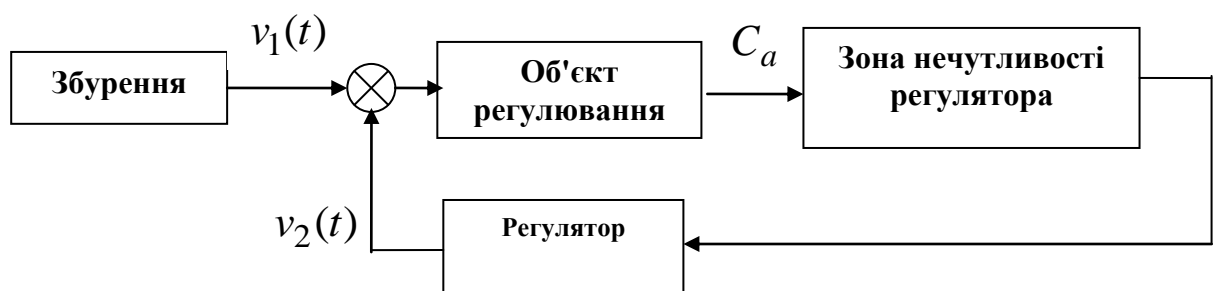 v₁(t)
Збурення
Об'єкт
регулювання
Cₐ
Зона нечутливості
регулятора
v₂(t)
Регулятор